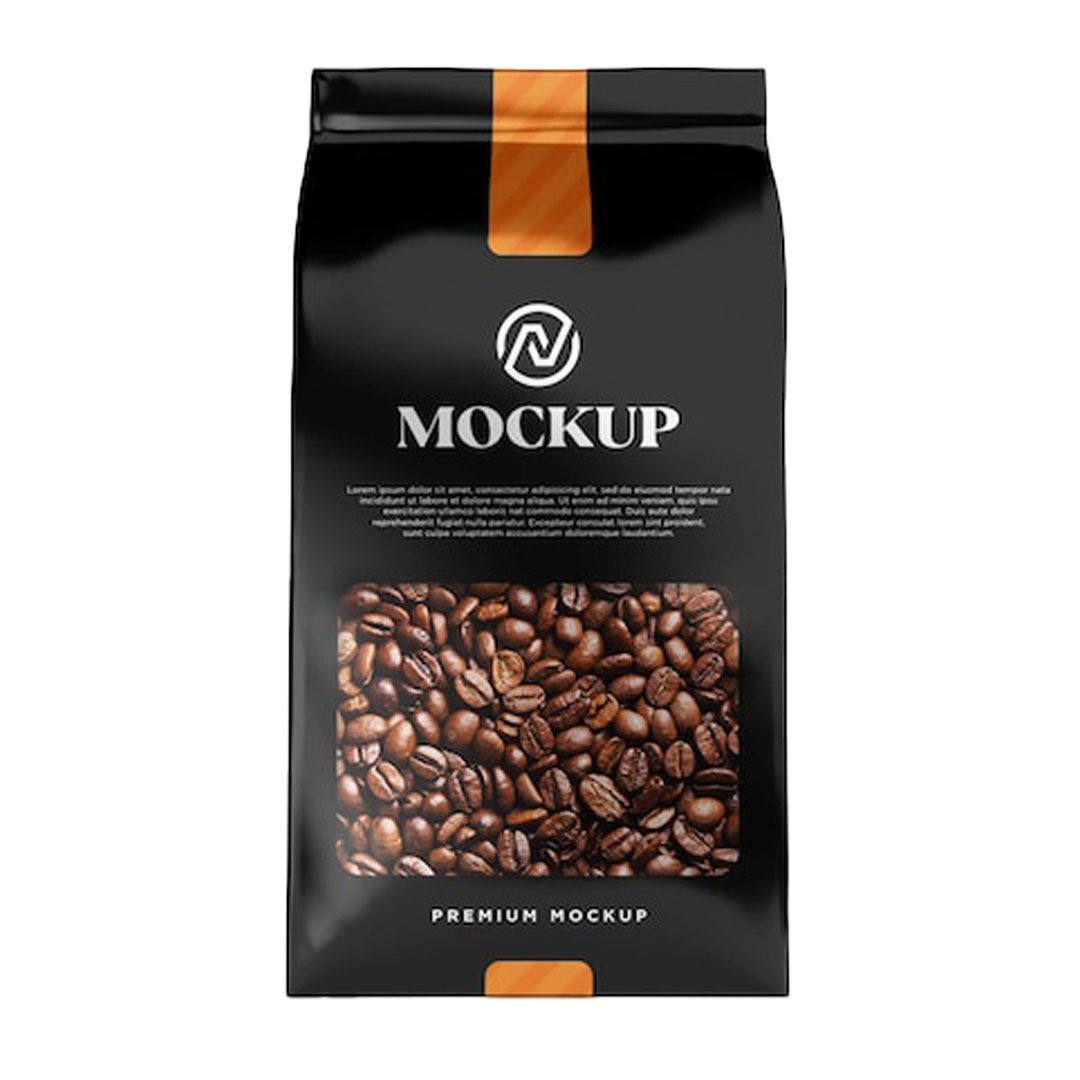 MOCKUP
Lorem ipsum dolor sit amet, consectetur adipisicing elit, sed do eiusmod tempor nate
incididunt ut labore et dolore magna aliqua. Ut enim ad minim veniam, quis ipsu
exercitation ullamco laboris nat commodo consequat. Duis aute dolor
reprehenderit fugiat nulla pariatur. Excepteur consulat lorem sint proident,
sunt culpa voluptatem accusantium doloremque laudantium.
PREMIUM MOCKUP